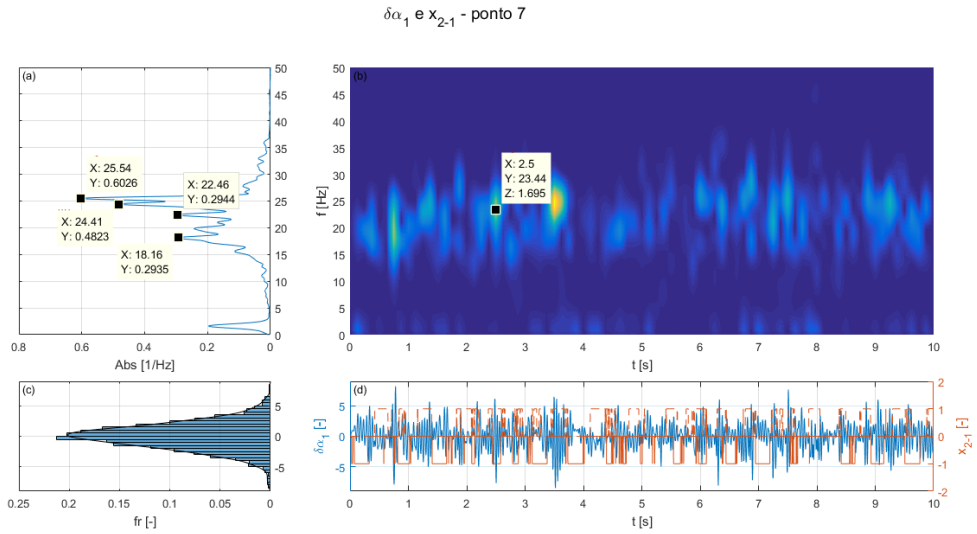 δα1 e x2-1 - ponto 7
(a)
50
45
40
35
30
25
20
15
10
5
0
X: 25.54
Y: 0.6026
X: 22.46
Y: 0.2944
X: 24.41
Y: 0.4823
X: 18.16
Y: 0.2935
0.8 0.6 0.4 0.2 0
Abs [1/Hz]
(b)
50
45
40
35
30
25
20
15
10
5
0
f [Hz]
X: 2.5
Y: 23.44
Z: 1.695
0 1 2 3 4 5 6 7 8 9 10
t [s]
(c)
5
0
-5
0.25 0.2 0.15 0.1 0.05 0
fr [-]
(d)
5
0
-5
δα1 [-]
2
1
0
-1
-2
x2-1 [-]
0 1 2 3 4 5 6 7 8 9 10
t [s]